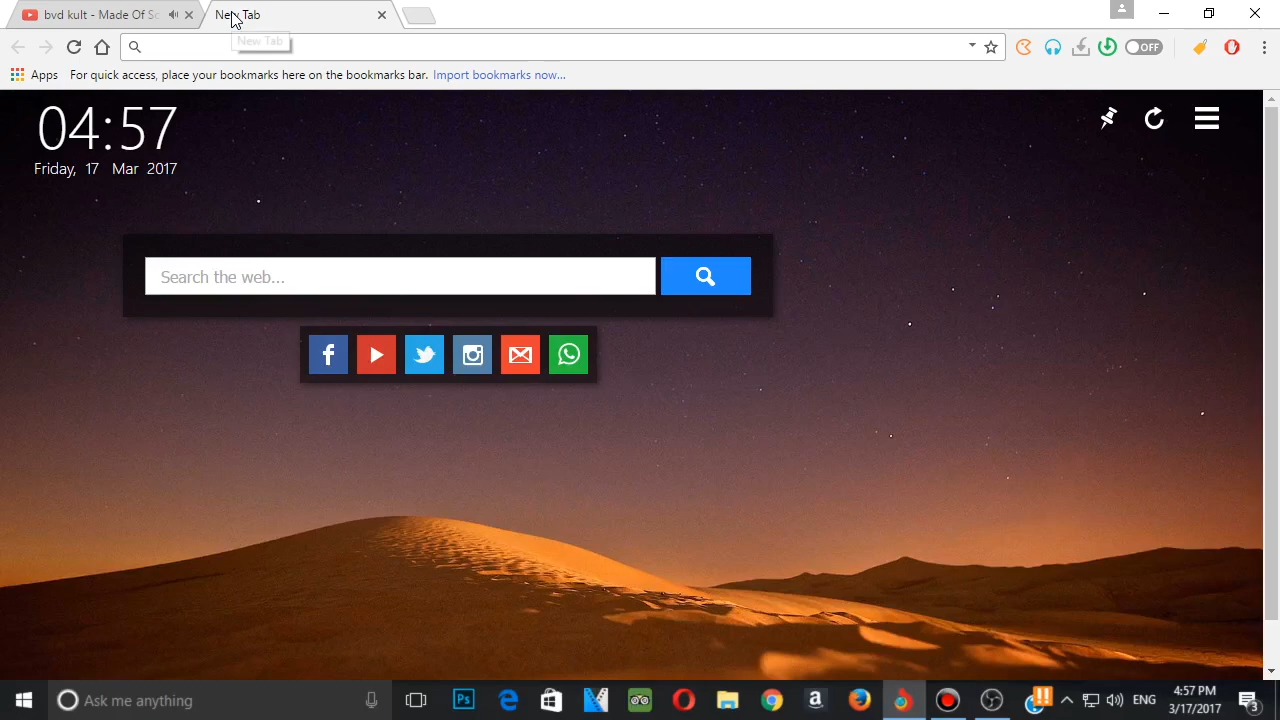 bvd kult - Made Of Sc
New Tab
New Tab
OFF
Apps
For quick access, place your bookmarks here on the bookmarks bar. Import bookmarks now...
04:57
Friday, 17 Mar 2017
Search the web...
Ask me anything
Ps
a
ENG
4:57 PM
3/17/2017
3